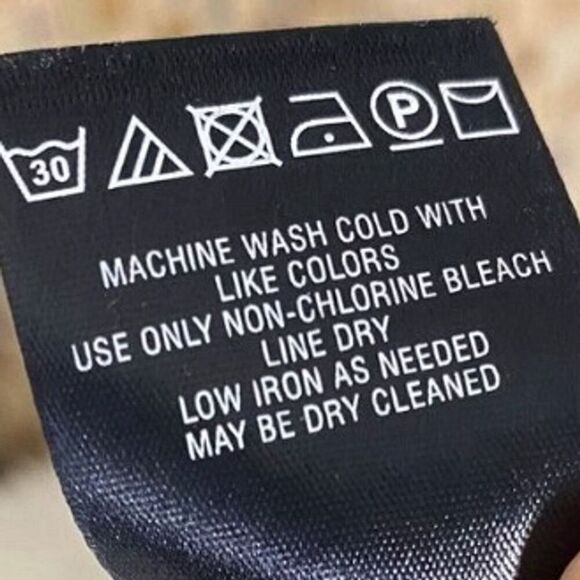 30 P
MACHINE WASH COLD WITH
LIKE COLORS
USE ONLY NON-CHLORINE BLEACH
LINE DRY
LOW IRON AS NEEDED
MAY BE DRY CLEANED